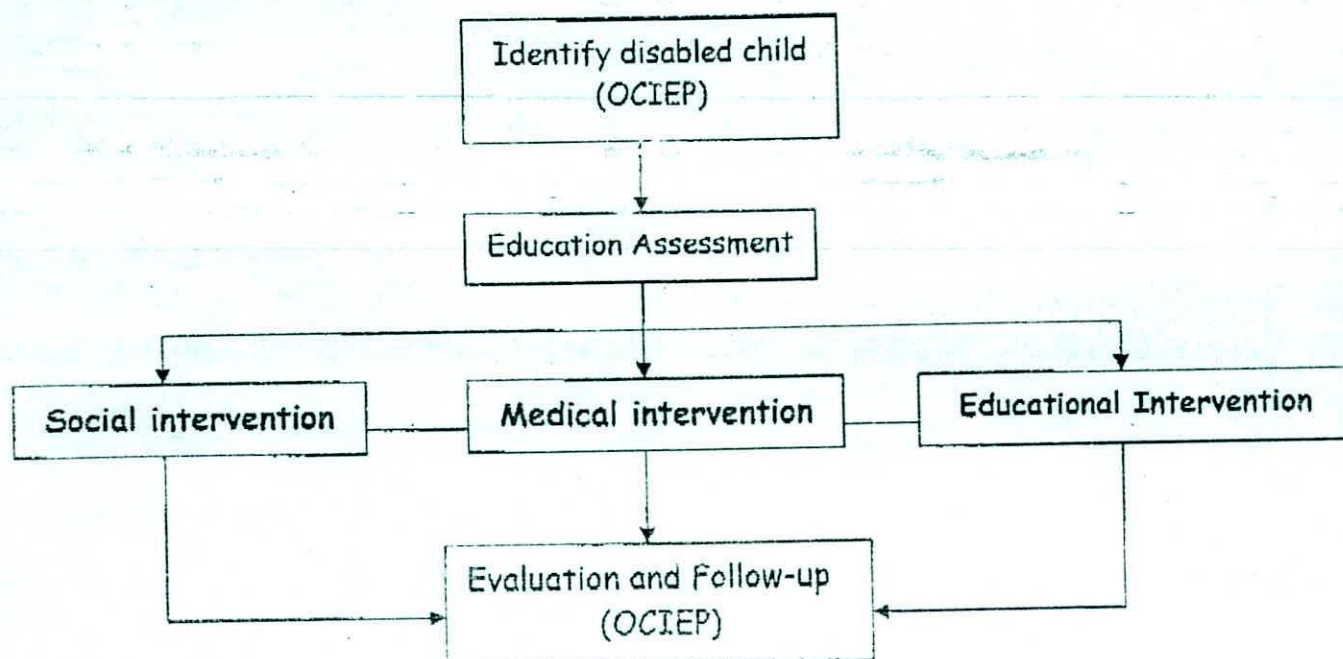 Identify disabled child
(OCIEP)
Education Assessment
Social intervention
Medical intervention
Educational Intervention
Evaluation and Follow-up
(OCIEP)